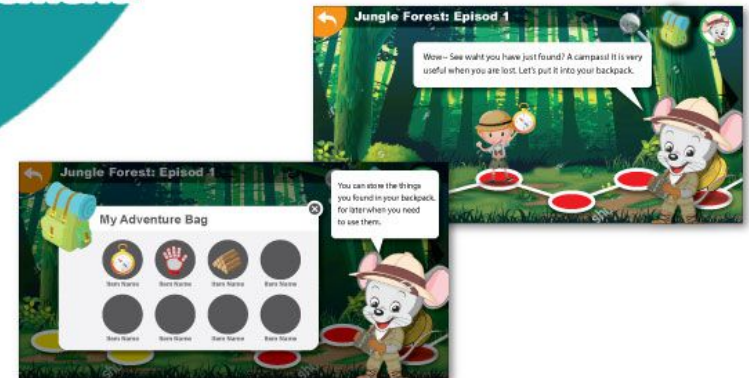 Jungle Forest: Episod 1
Wow~ See waht you have just found? A campass! It is very
useful when you are lost. Let's put it into your backpack.
Jungle Forest: Episod 1
My Adventure Bag
You can store the things
you found in your backpack.
for later when you need
to use them.
Item Name Item Name Item Name Item Name
Item Name Item Name Item Name Item Name